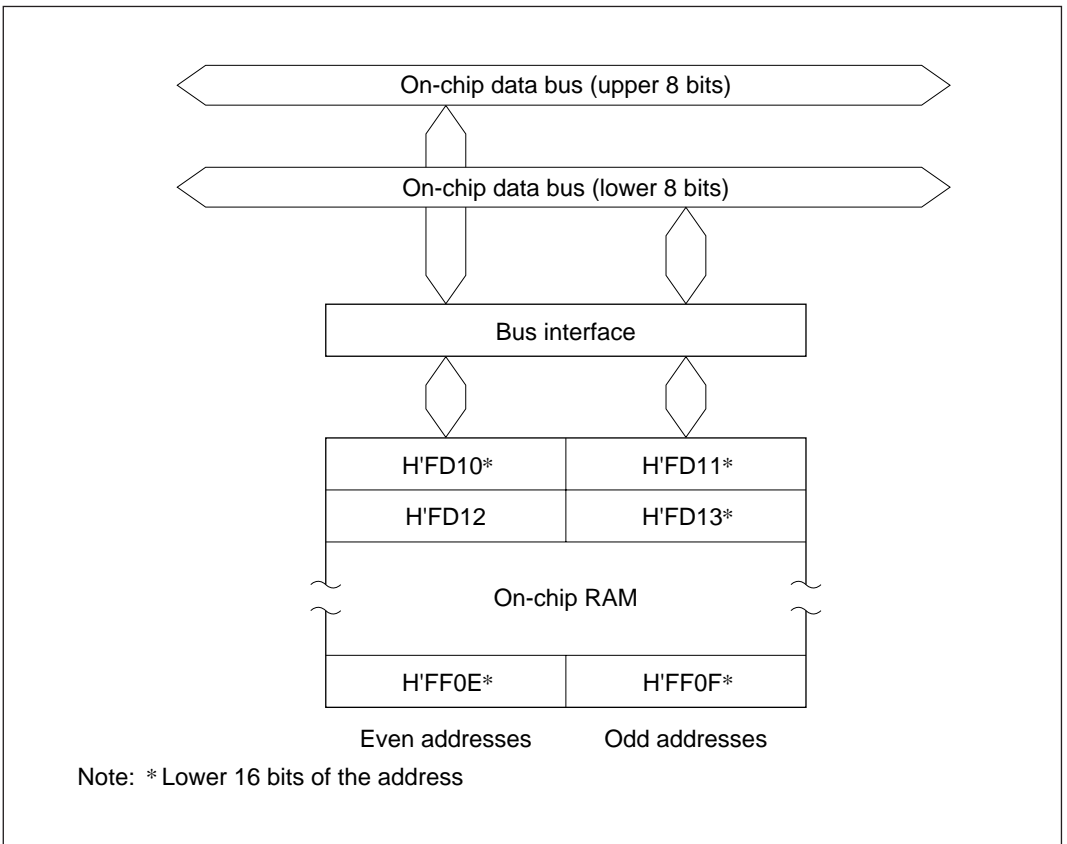 On-chip data bus (upper 8 bits)
On-chip data bus (lower 8 bits)
Bus interface
H'FD10* H'FD11*
H'FD12 H'FD13*
On-chip RAM
H'FF0E* H'FF0F*
Even addresses Odd addresses
Note: * Lower 16 bits of the address